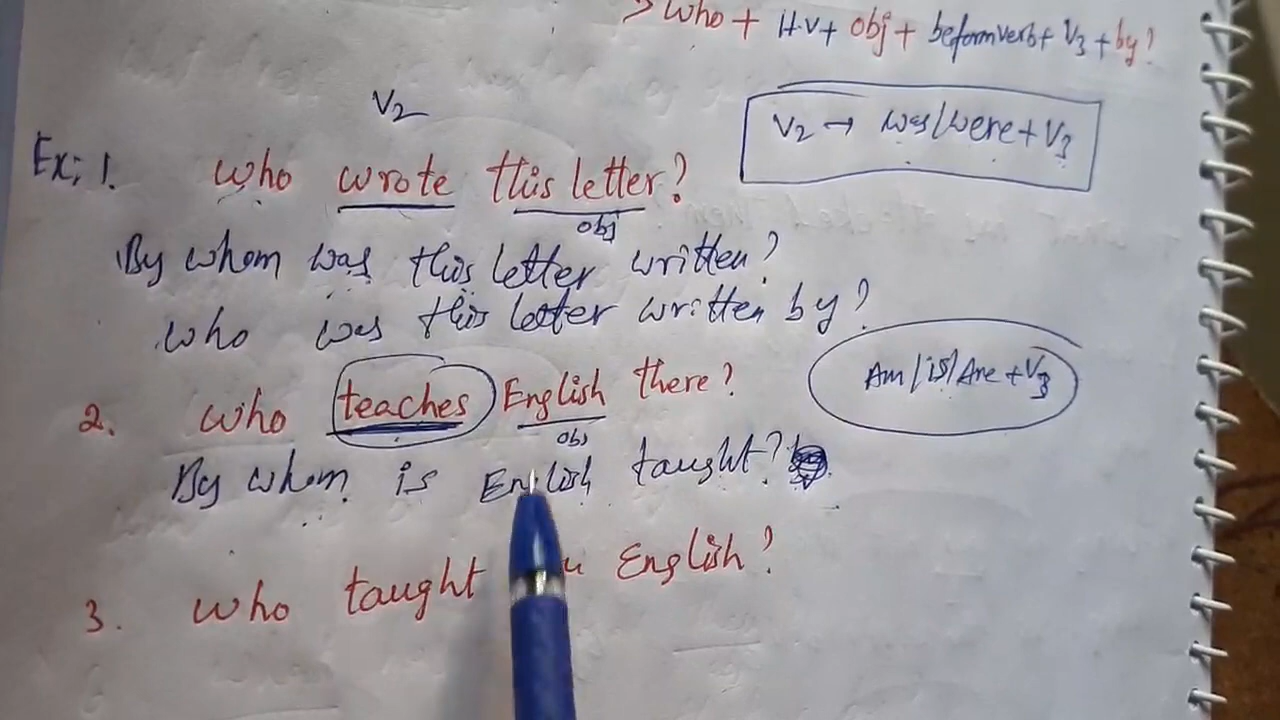 > Who + H.V+ Obj + beformverb+ V3 + by?
V2
V2 → was/were + V3
Ex; 1. Who wrote this letter?
obj
By whom was this letter written?
who was this letter written by?
Am/is/Are + V3
2. Who teaches English there?
obj
By whom is English taught?
3. Who taught English?